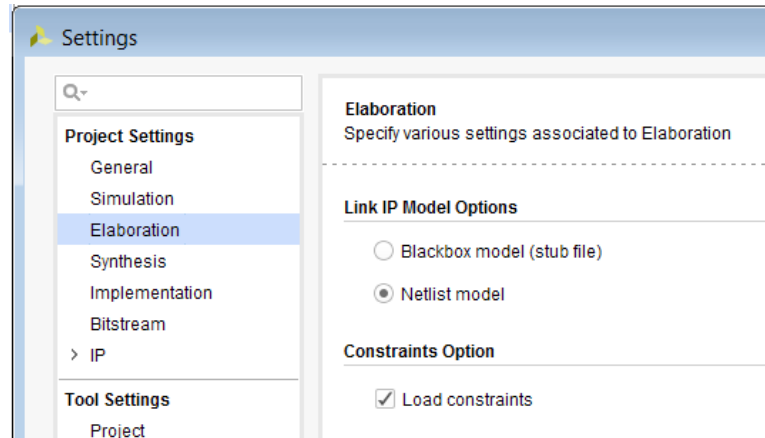 Settings
Project Settings
General
Simulation
Elaboration
Synthesis
Implementation
Bitstream
> IP
Tool Settings
Project
Elaboration
Specify various settings associated to Elaboration
Link IP Model Options
Blackbox model (stub file)
Netlist model
Constraints Option
Load constraints